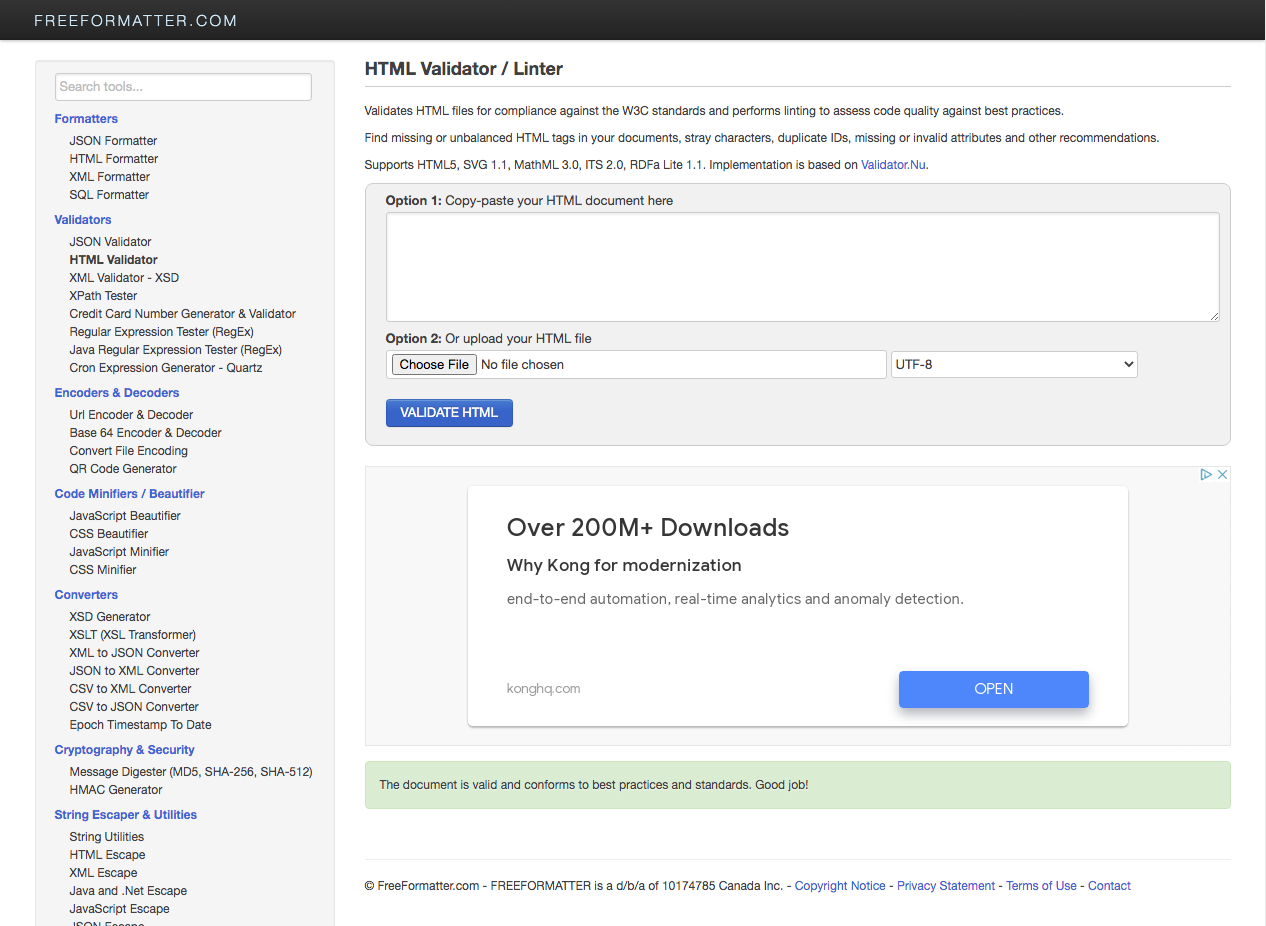 FREEFORMATTER.COM
Search tools...
Formatters
JSON Formatter
HTML Formatter
XML Formatter
SQL Formatter
Validators
JSON Validator
HTML Validator
XML Validator - XSD
XPath Tester
Credit Card Number Generator & Validator
Regular Expression Tester (RegEx)
Java Regular Expression Tester (RegEx)
Cron Expression Generator - Quartz
Encoders & Decoders
Url Encoder & Decoder
Base 64 Encoder & Decoder
Convert File Encoding
QR Code Generator
Code Minifiers / Beautifier
JavaScript Beautifier
CSS Beautifier
JavaScript Minifier
CSS Minifier
Converters
XSD Generator
XSLT (XSL Transformer)
XML to JSON Converter
JSON to XML Converter
CSV to XML Converter
CSV to JSON Converter
Epoch Timestamp To Date
Cryptography & Security
Message Digester (MD5, SHA-256, SHA-512)
HMAC Generator
String Escaper & Utilities
String Utilities
HTML Escape
XML Escape
Java and .Net Escape
JavaScript Escape
JSON Escape
HTML Validator / Linter
Validates HTML files for compliance against the W3C standards and performs linting to assess code quality against best practices.
Find missing or unbalanced HTML tags in your documents, stray characters, duplicate IDs, missing or invalid attributes and other recommendations.
Supports HTML5, SVG 1.1, MathML 3.0, ITS 2.0, RDFa Lite 1.1. Implementation is based on Validator.Nu.
Option 1: Copy-paste your HTML document here
Option 2: Or upload your HTML file
Choose File No file chosen UTF-8
VALIDATE HTML
Over 200M+ Downloads
Why Kong for modernization
end-to-end automation, real-time analytics and anomaly detection.
konghq.com OPEN
The document is valid and conforms to best practices and standards. Good job!
© FreeFormatter.com - FREEFORMATTER is a d/b/a of 10174785 Canada Inc. - Copyright Notice - Privacy Statement - Terms of Use - Contact